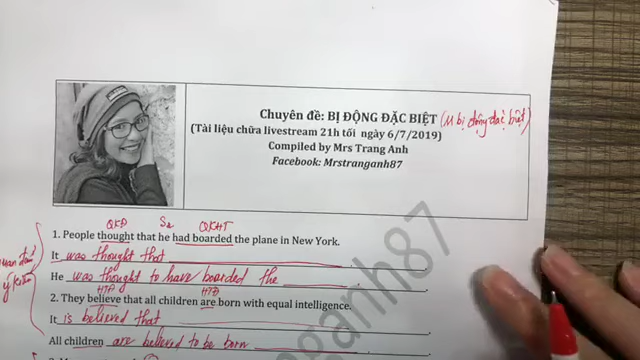 Chuyên đề: BỊ ĐỘNG ĐẶC BIỆT (11 bị động đặc biệt)
(Tài liệu chữa livestream 21h tối ngày 6/7/2019)
Compiled by Mrs Trang Anh
Facebook: Mrstranganh87
QKĐ S2 QKHT
1. People thought that he had boarded the plane in New York.
It was thought that
He was thought to have boarded the
HTĐ HTĐ
2. They believe that all children are born with equal intelligence.
It is believed that
All children are believed to be born
ý kiến
nganh87